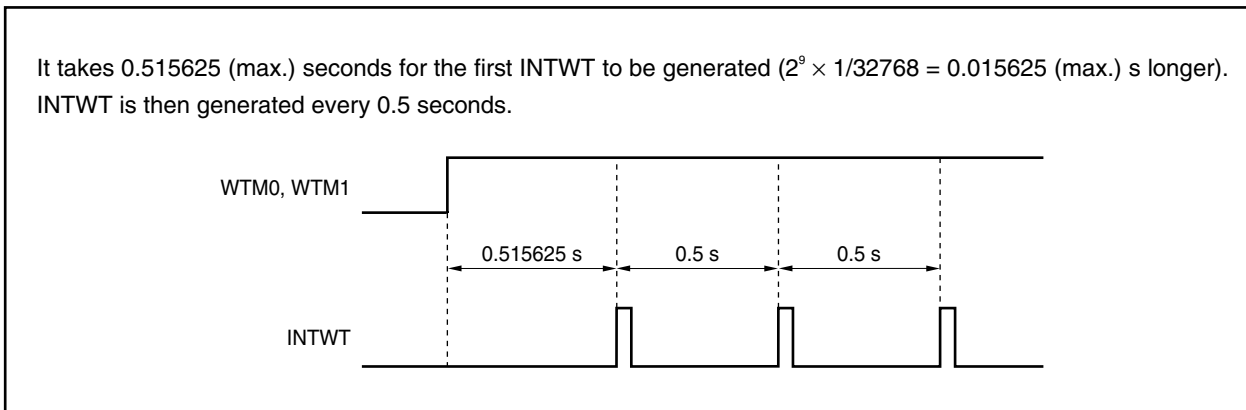 It takes 0.515625 (max.) seconds for the first INTWT to be generated (2⁹ × 1/32768 = 0.015625 (max.) s longer).
INTWT is then generated every 0.5 seconds.
WTM0, WTM1
0.515625 s
0.5 s
0.5 s
INTWT